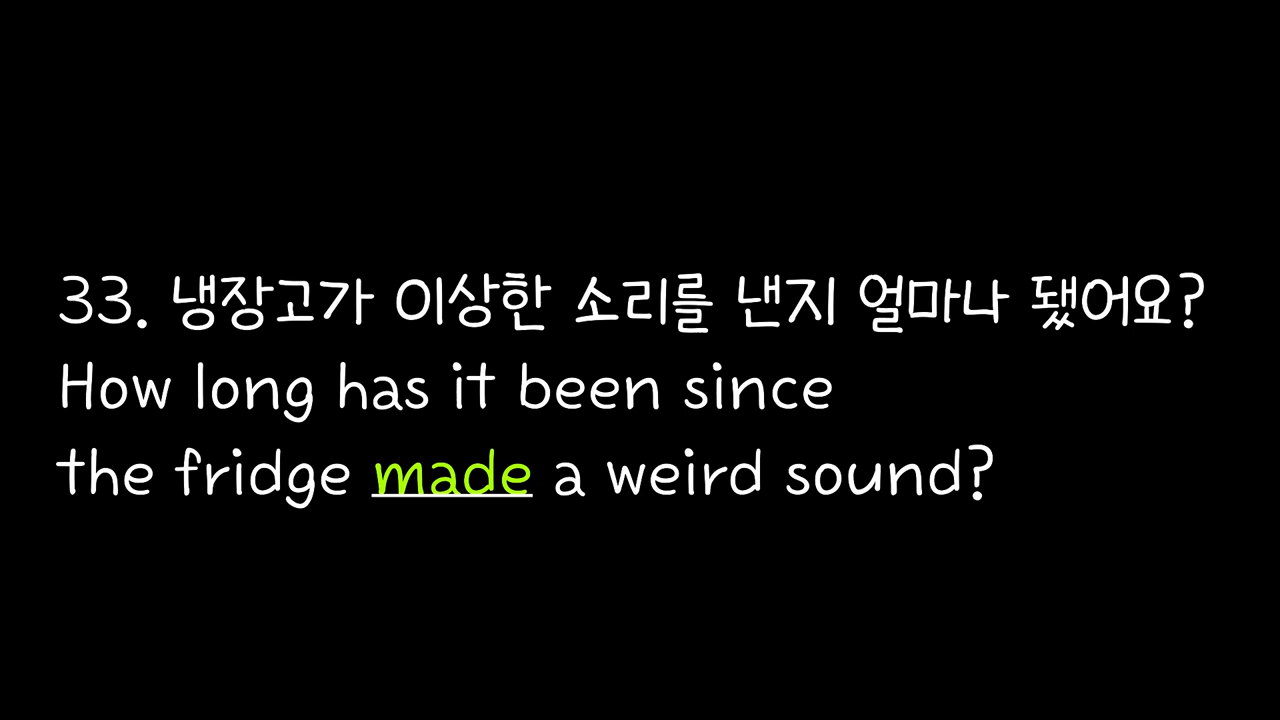 33. 냉장고가 이상한 소리를 낸지 얼마나 됐어요?
How long has it been since
the fridge made a weird sound?